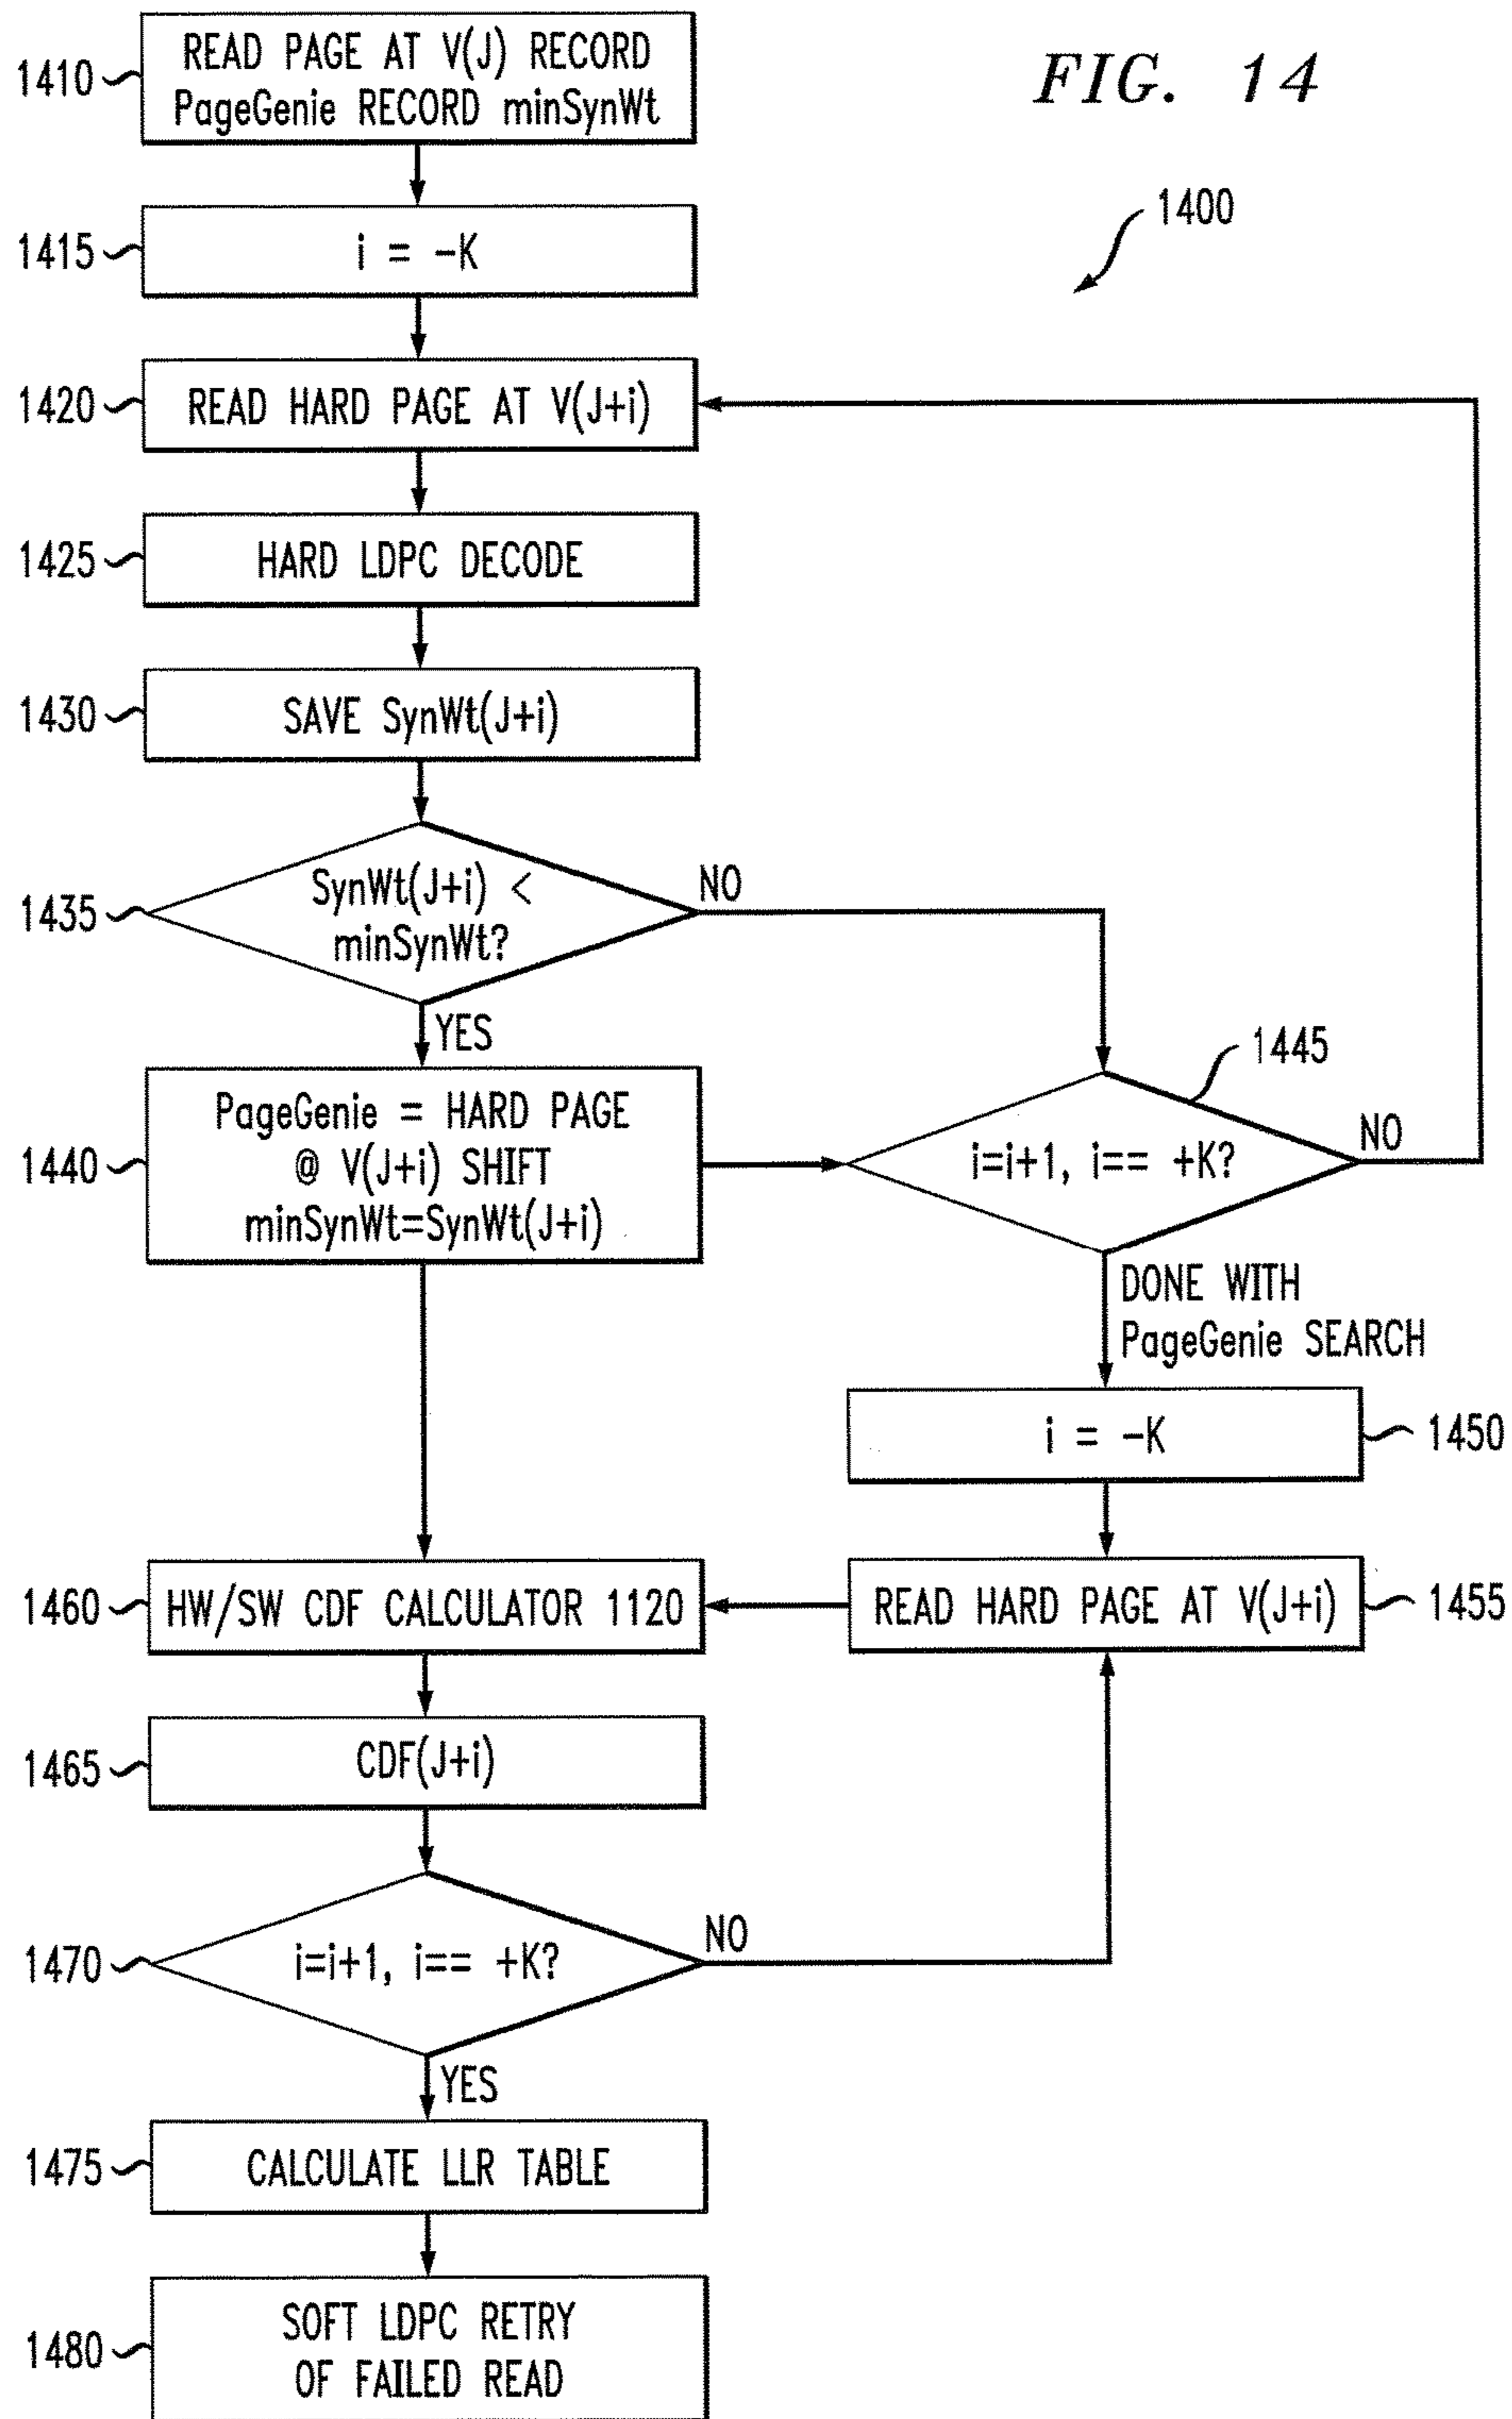 FIG. 14
1400
1410
READ PAGE AT V(J) RECORD
PageGenie RECORD minSynWt
1415
i = -K
1420
READ HARD PAGE AT V(J+i)
1425
HARD LDPC DECODE
1430
SAVE SynWt(J+i)
1435
SynWt(J+i) <
minSynWt?
NO
YES
1440
PageGenie = HARD PAGE
@ V(J+i) SHIFT
minSynWt=SynWt(J+i)
1445
i=i+1, i== +K?
NO
DONE WITH
PageGenie SEARCH
i = -K
1450
1460
HW/SW CDF CALCULATOR 1120
READ HARD PAGE AT V(J+i)
1455
1465
CDF(J+i)
1470
i=i+1, i== +K?
NO
YES
1475
CALCULATE LLR TABLE
1480
SOFT LDPC RETRY
OF FAILED READ